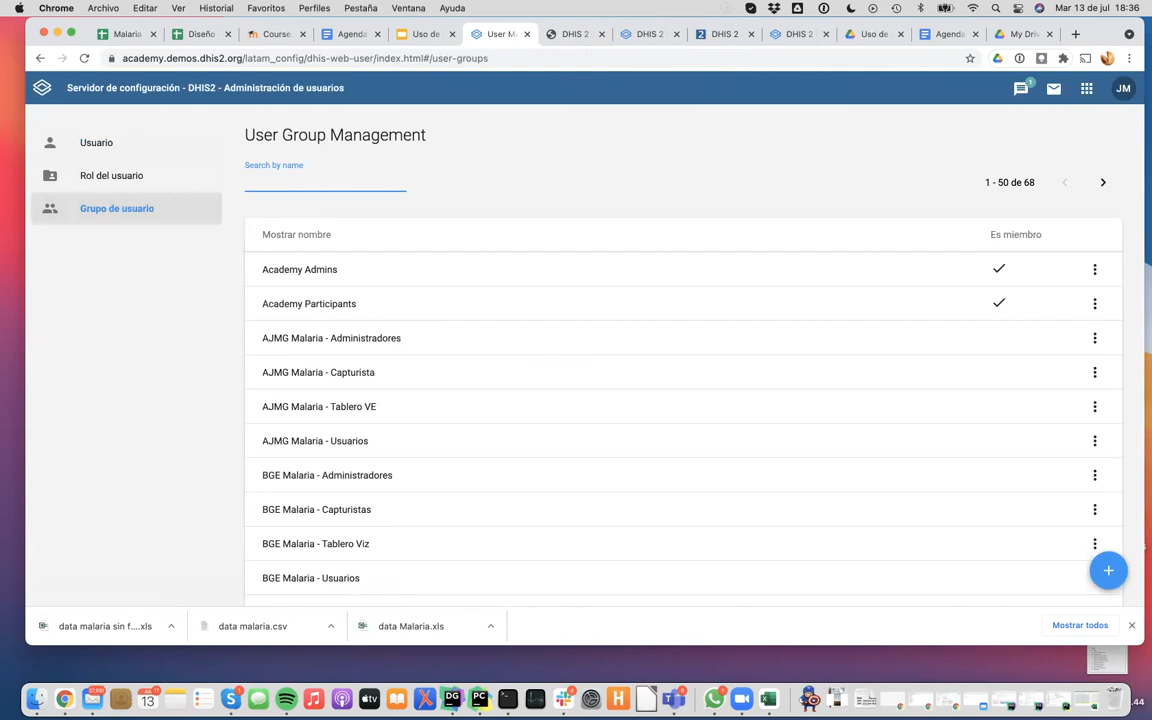 Chrome Archivo Editar Ver Historial Favoritos Perfiles Pestaña Ventana Ayuda Mar 13 de jul 18:36
Malaria Diseño Course: Agenda Uso de User M DHIS 2 DHIS 2 DHIS 2 DHIS 2 Uso de Agenda My Driv
academy.demos.dhis2.org/latam_config/dhis-web-user/index.html#/user-groups
Servidor de configuración - DHIS2 - Administración de usuarios 1 JM
Usuario
Rol del usuario
Grupo de usuario
User Group Management
Search by name
1 - 50 de 68
Mostrar nombre Es miembro
Academy Admins
Academy Participants
AJMG Malaria - Administradores
AJMG Malaria - Capturista
AJMG Malaria - Tablero VE
AJMG Malaria - Usuarios
BGE Malaria - Administradores
BGE Malaria - Capturistas
BGE Malaria - Tablero Viz
BGE Malaria - Usuarios
data malaria sin f....xls data malaria.csv data Malaria.xls Mostrar todos